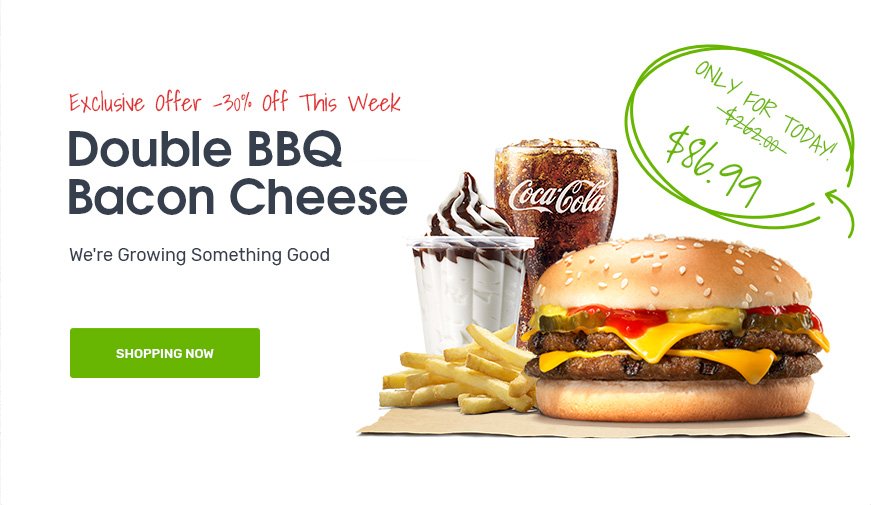 Exclusive Offer -30% Off This Week
Double BBQ
Bacon Cheese
We're Growing Something Good
SHOPPING NOW
ONLY FOR TODAY!
$262.00
$86.99
Coca-Cola